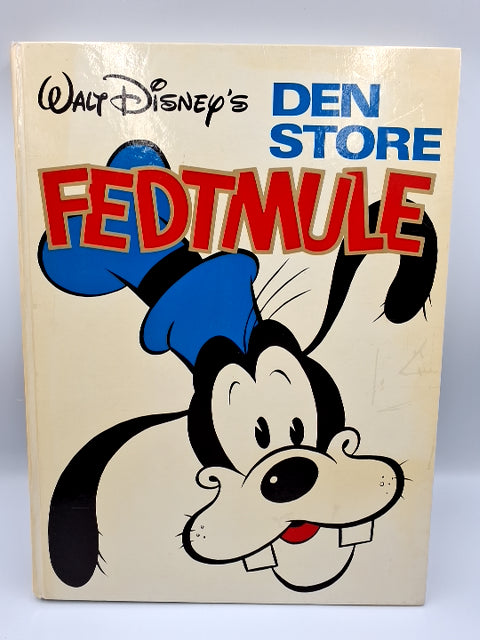 WALT DISNEY'S
DEN
STORE
FEDTMULE